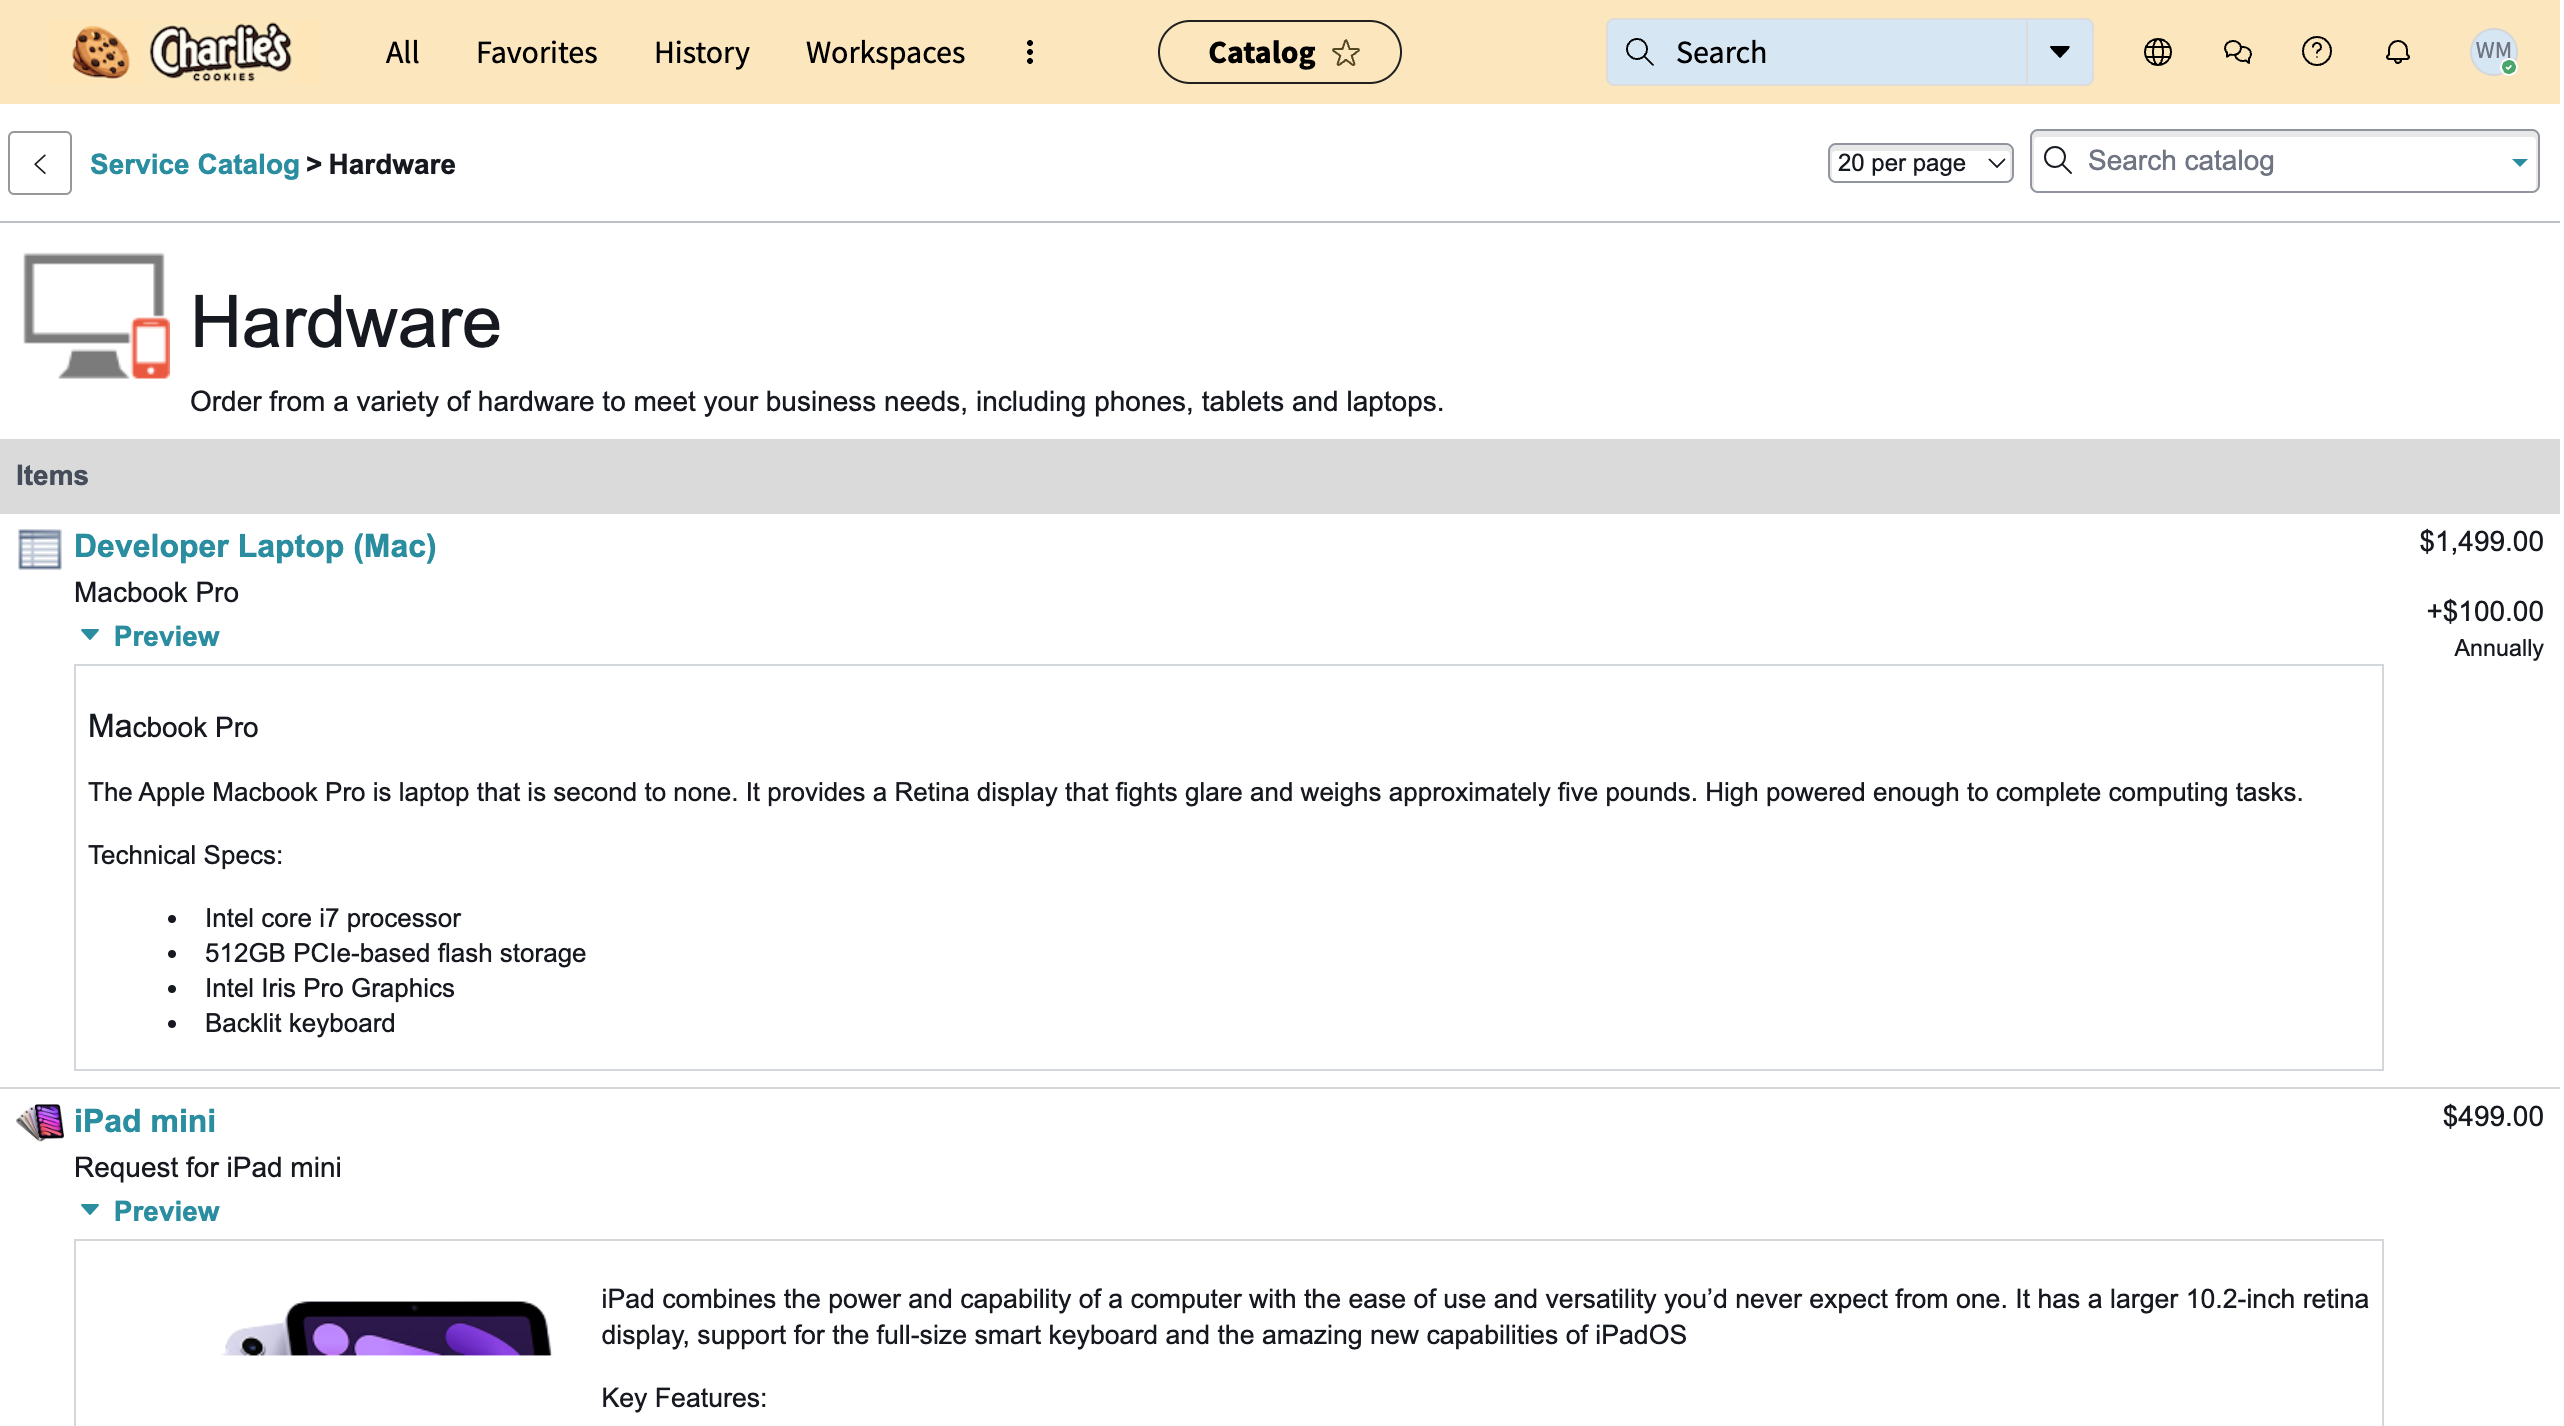 Charlie's COOKIES All Favorites History Workspaces Catalog Search WM
Service Catalog > Hardware 20 per page Search catalog
Hardware
Order from a variety of hardware to meet your business needs, including phones, tablets and laptops.
Items
Developer Laptop (Mac) $1,499.00
Macbook Pro +$100.00
Preview Annually
Macbook Pro
The Apple Macbook Pro is laptop that is second to none. It provides a Retina display that fights glare and weighs approximately five pounds. High powered enough to complete computing tasks.
Technical Specs:
• Intel core i7 processor
• 512GB PCIe-based flash storage
• Intel Iris Pro Graphics
• Backlit keyboard
iPad mini $499.00
Request for iPad mini
Preview
iPad combines the power and capability of a computer with the ease of use and versatility you’d never expect from one. It has a larger 10.2-inch retina
display, support for the full-size smart keyboard and the amazing new capabilities of iPadOS
Key Features: